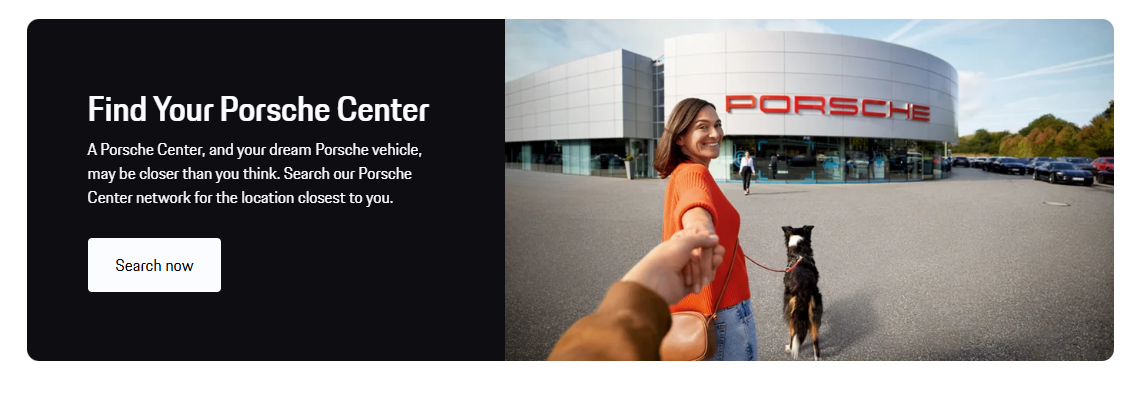 Find Your Porsche Center
A Porsche Center, and your dream Porsche vehicle,
may be closer than you think. Search our Porsche
Center network for the location closest to you.
Search now
PORSCHE